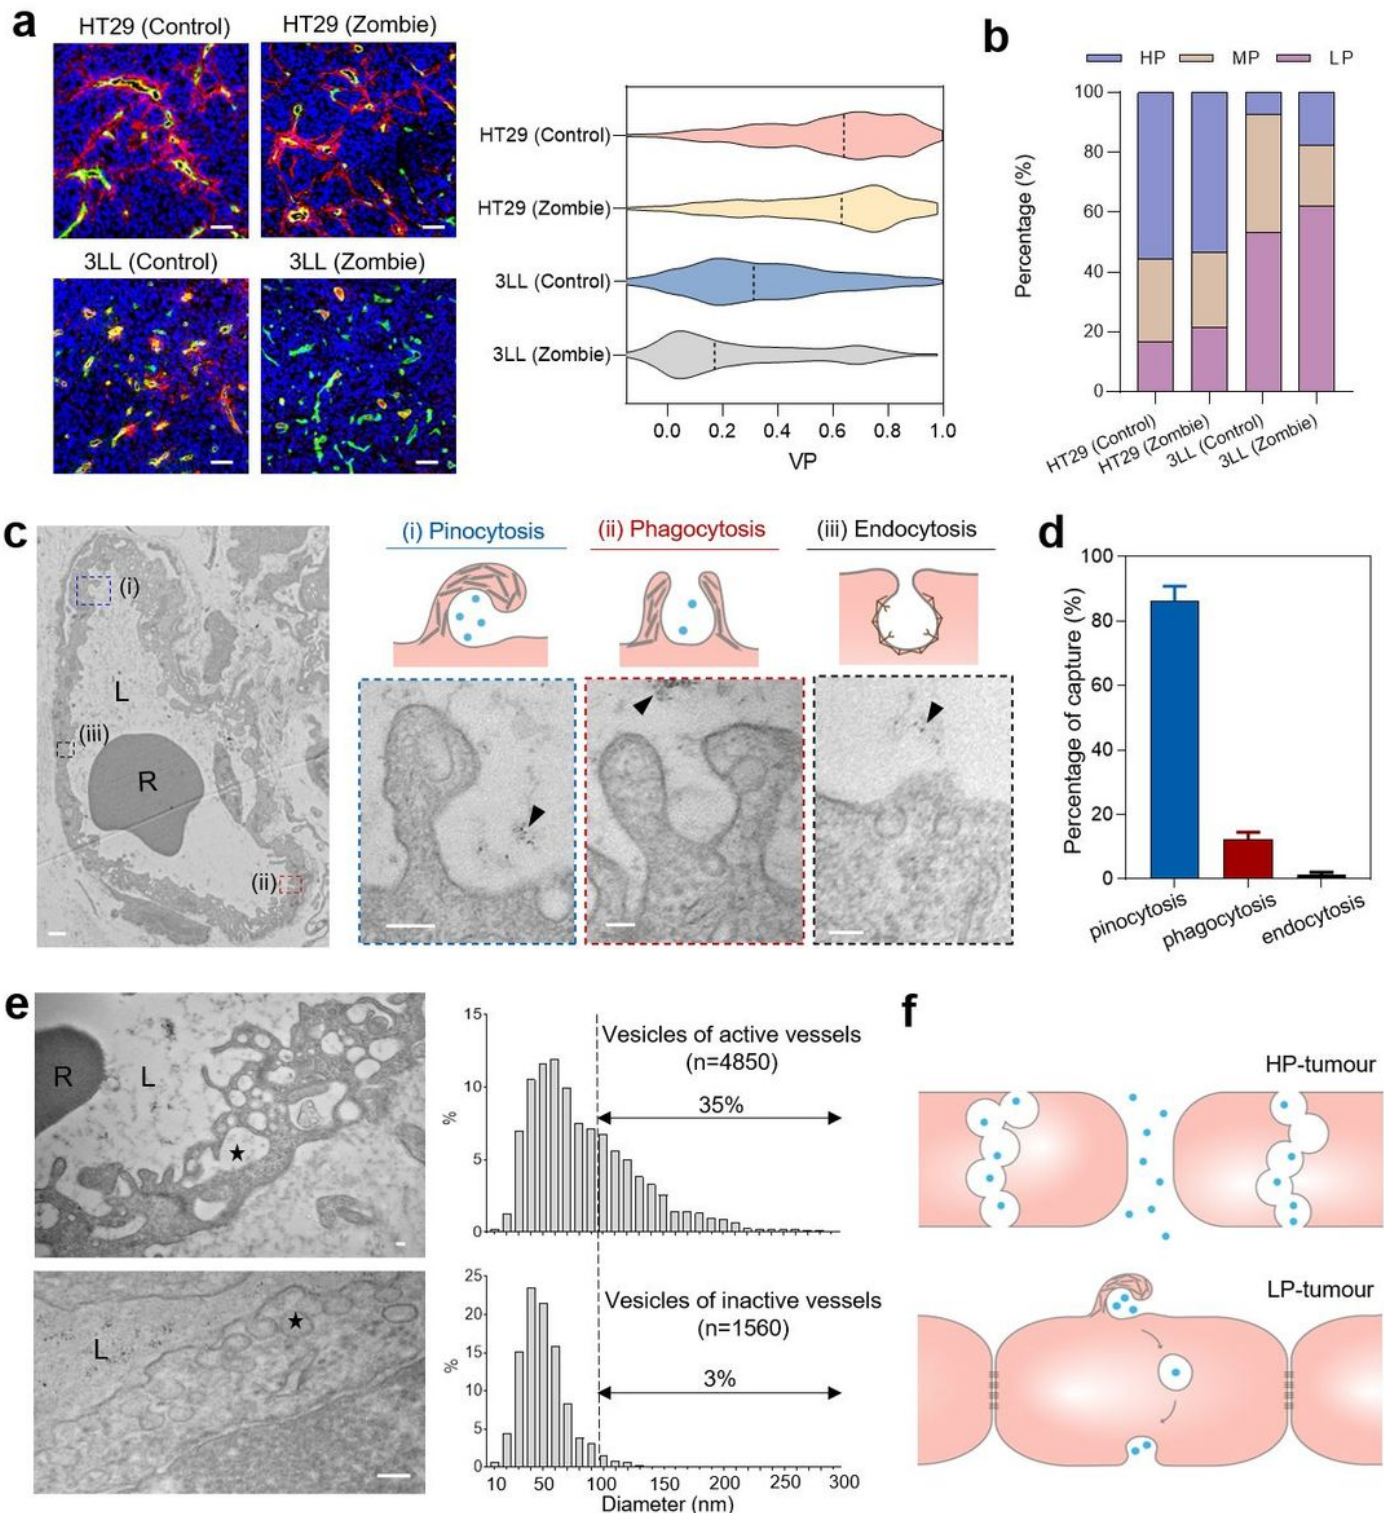 a
HT29 (Control)
HT29 (Zombie)
3LL (Control)
3LL (Zombie)
HT29 (Control)
HT29 (Zombie)
3LL (Control)
3LL (Zombie)
0.0 0.2 0.4 0.6 0.8 1.0
VP
b
HP MP LP
Percentage (%)
100
80
60
40
20
0
HT29 (Control)
HT29 (Zombie)
3LL (Control)
3LL (Zombie)
c
(i)
L
(iii)
R
(ii)
(i) Pinocytosis
(ii) Phagocytosis
(iii) Endocytosis
d
Percentage of capture (%)
100
80
60
40
20
0
pinocytosis
phagocytosis
endocytosis
e
R
L
L
15
10
5
0
%
Vesicles of active vessels
(n=4850)
35%
25
20
15
10
5
0
%
Vesicles of inactive vessels
(n=1560)
3%
10 50 100 150 200 250 300
Diameter (nm)
f
HP-tumour
LP-tumour